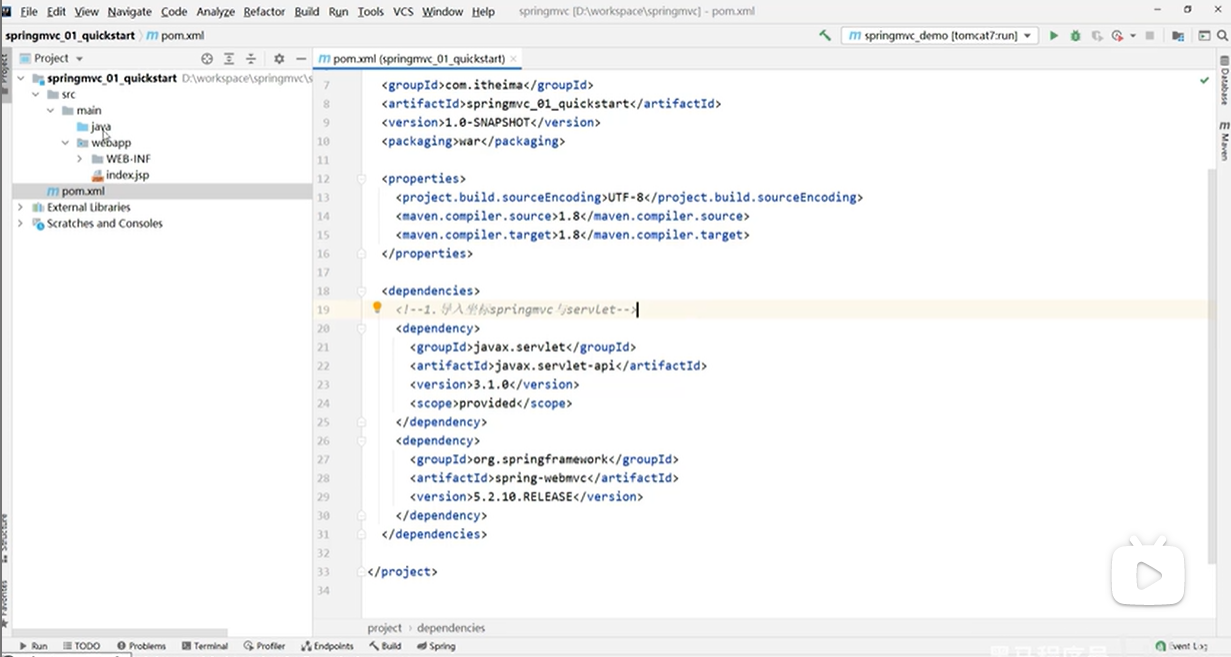 File Edit View Navigate Code Analyze Refactor Build Run Tools VCS Window Help springmvc [D:\workspace\springmvc] - pom.xml
springmvc_01_quickstart pom.xml springmvc_demo [tomcat7:run]
Project
pom.xml (springmvc_01_quickstart)
springmvc_01_quickstart D:\workspace\springmvc\s
src
main
java
webapp
WEB-INF
index.jsp
pom.xml
External Libraries
Scratches and Consoles
7 <groupId>com.itheima</groupId>
8 <artifactId>springmvc_01_quickstart</artifactId>
9 <version>1.0-SNAPSHOT</version>
10 <packaging>war</packaging>
11
12 <properties>
13 <project.build.sourceEncoding>UTF-8</project.build.sourceEncoding>
14 <maven.compiler.source>1.8</maven.compiler.source>
15 <maven.compiler.target>1.8</maven.compiler.target>
16 </properties>
17
18 <dependencies>
19 <!--1.导入坐标springmvc与servlet-->
20 <dependency>
21 <groupId>javax.servlet</groupId>
22 <artifactId>javax.servlet-api</artifactId>
23 <version>3.1.0</version>
24 <scope>provided</scope>
25 </dependency>
26 <dependency>
27 <groupId>org.springframework</groupId>
28 <artifactId>spring-webmvc</artifactId>
29 <version>5.2.10.RELEASE</version>
30 </dependency>
31 </dependencies>
32
33 </project>
34
project › dependencies
Project
Structure
Favorites
Database
Maven
Run TODO Problems Terminal Profiler Endpoints Build Spring Event Log